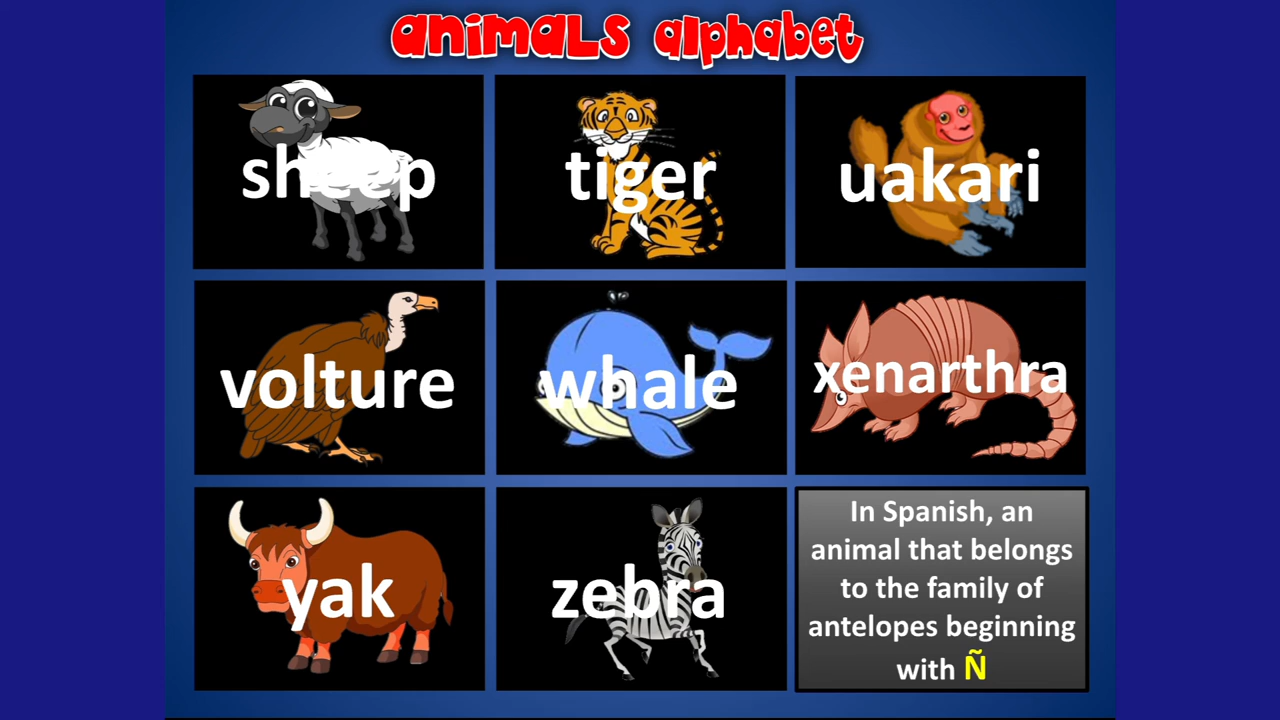 animals alphabet
sheep
tiger
uakari
volture
whale
xenarthra
yak
zebra
In Spanish, an
animal that belongs
to the family of
antelopes beginning
with Ñ